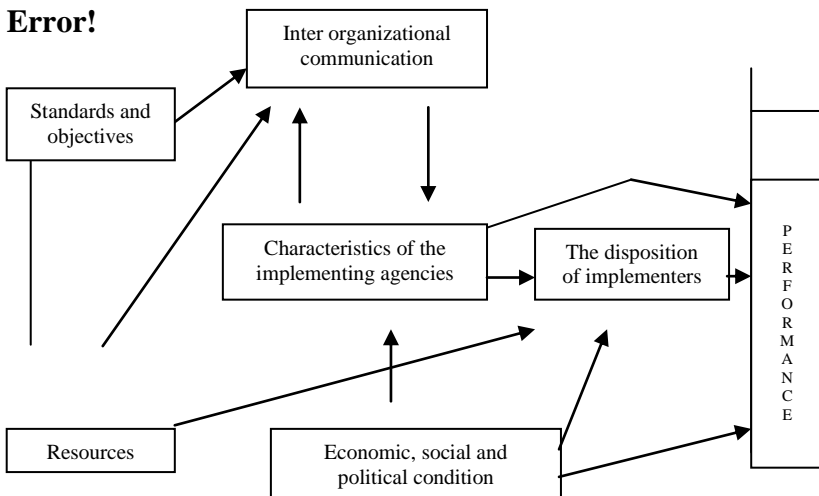 Error!
Inter organizational
communication
Standards and
objectives
Characteristics of the
implementing agencies
The disposition
of implementers
P
E
R
F
O
R
M
A
N
C
E
Resources
Economic, social and
political condition